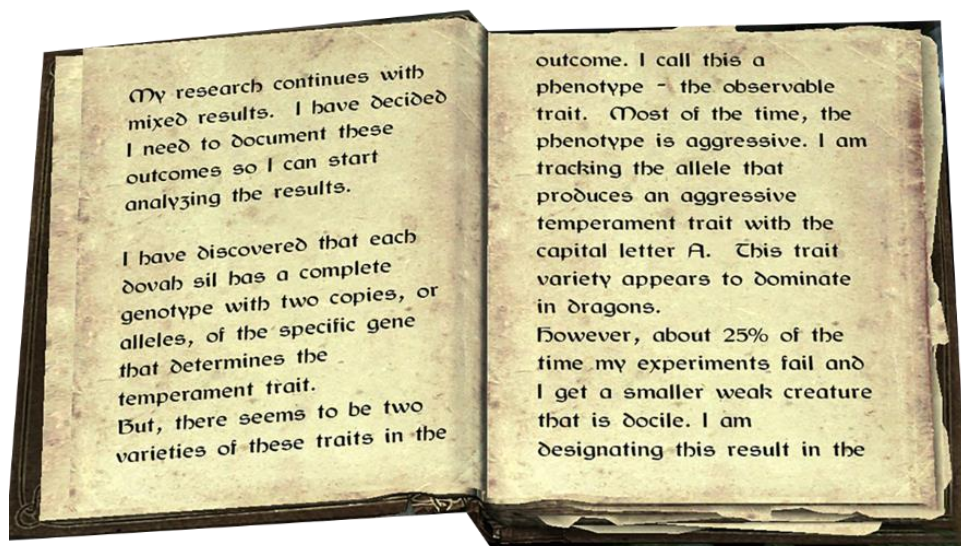 My research continues with
mixed results. I have decided
I need to document these
outcomes so I can start
analyzing the results.
I have discovered that each
dovah sil has a complete
genotype with two copies, or
alleles, of the specific gene
that determines the
temperament trait.
But, there seems to be two
varieties of these traits in the
outcome. I call this a
phenotype - the observable
trait. Most of the time, the
phenotype is aggressive. I am
tracking the allele that
produces an aggressive
temperament trait with the
capital letter A. This trait
variety appears to dominate
in dragons.
However, about 25% of the
time my experiments fail and
I get a smaller weak creature
that is docile. I am
designating this result in the